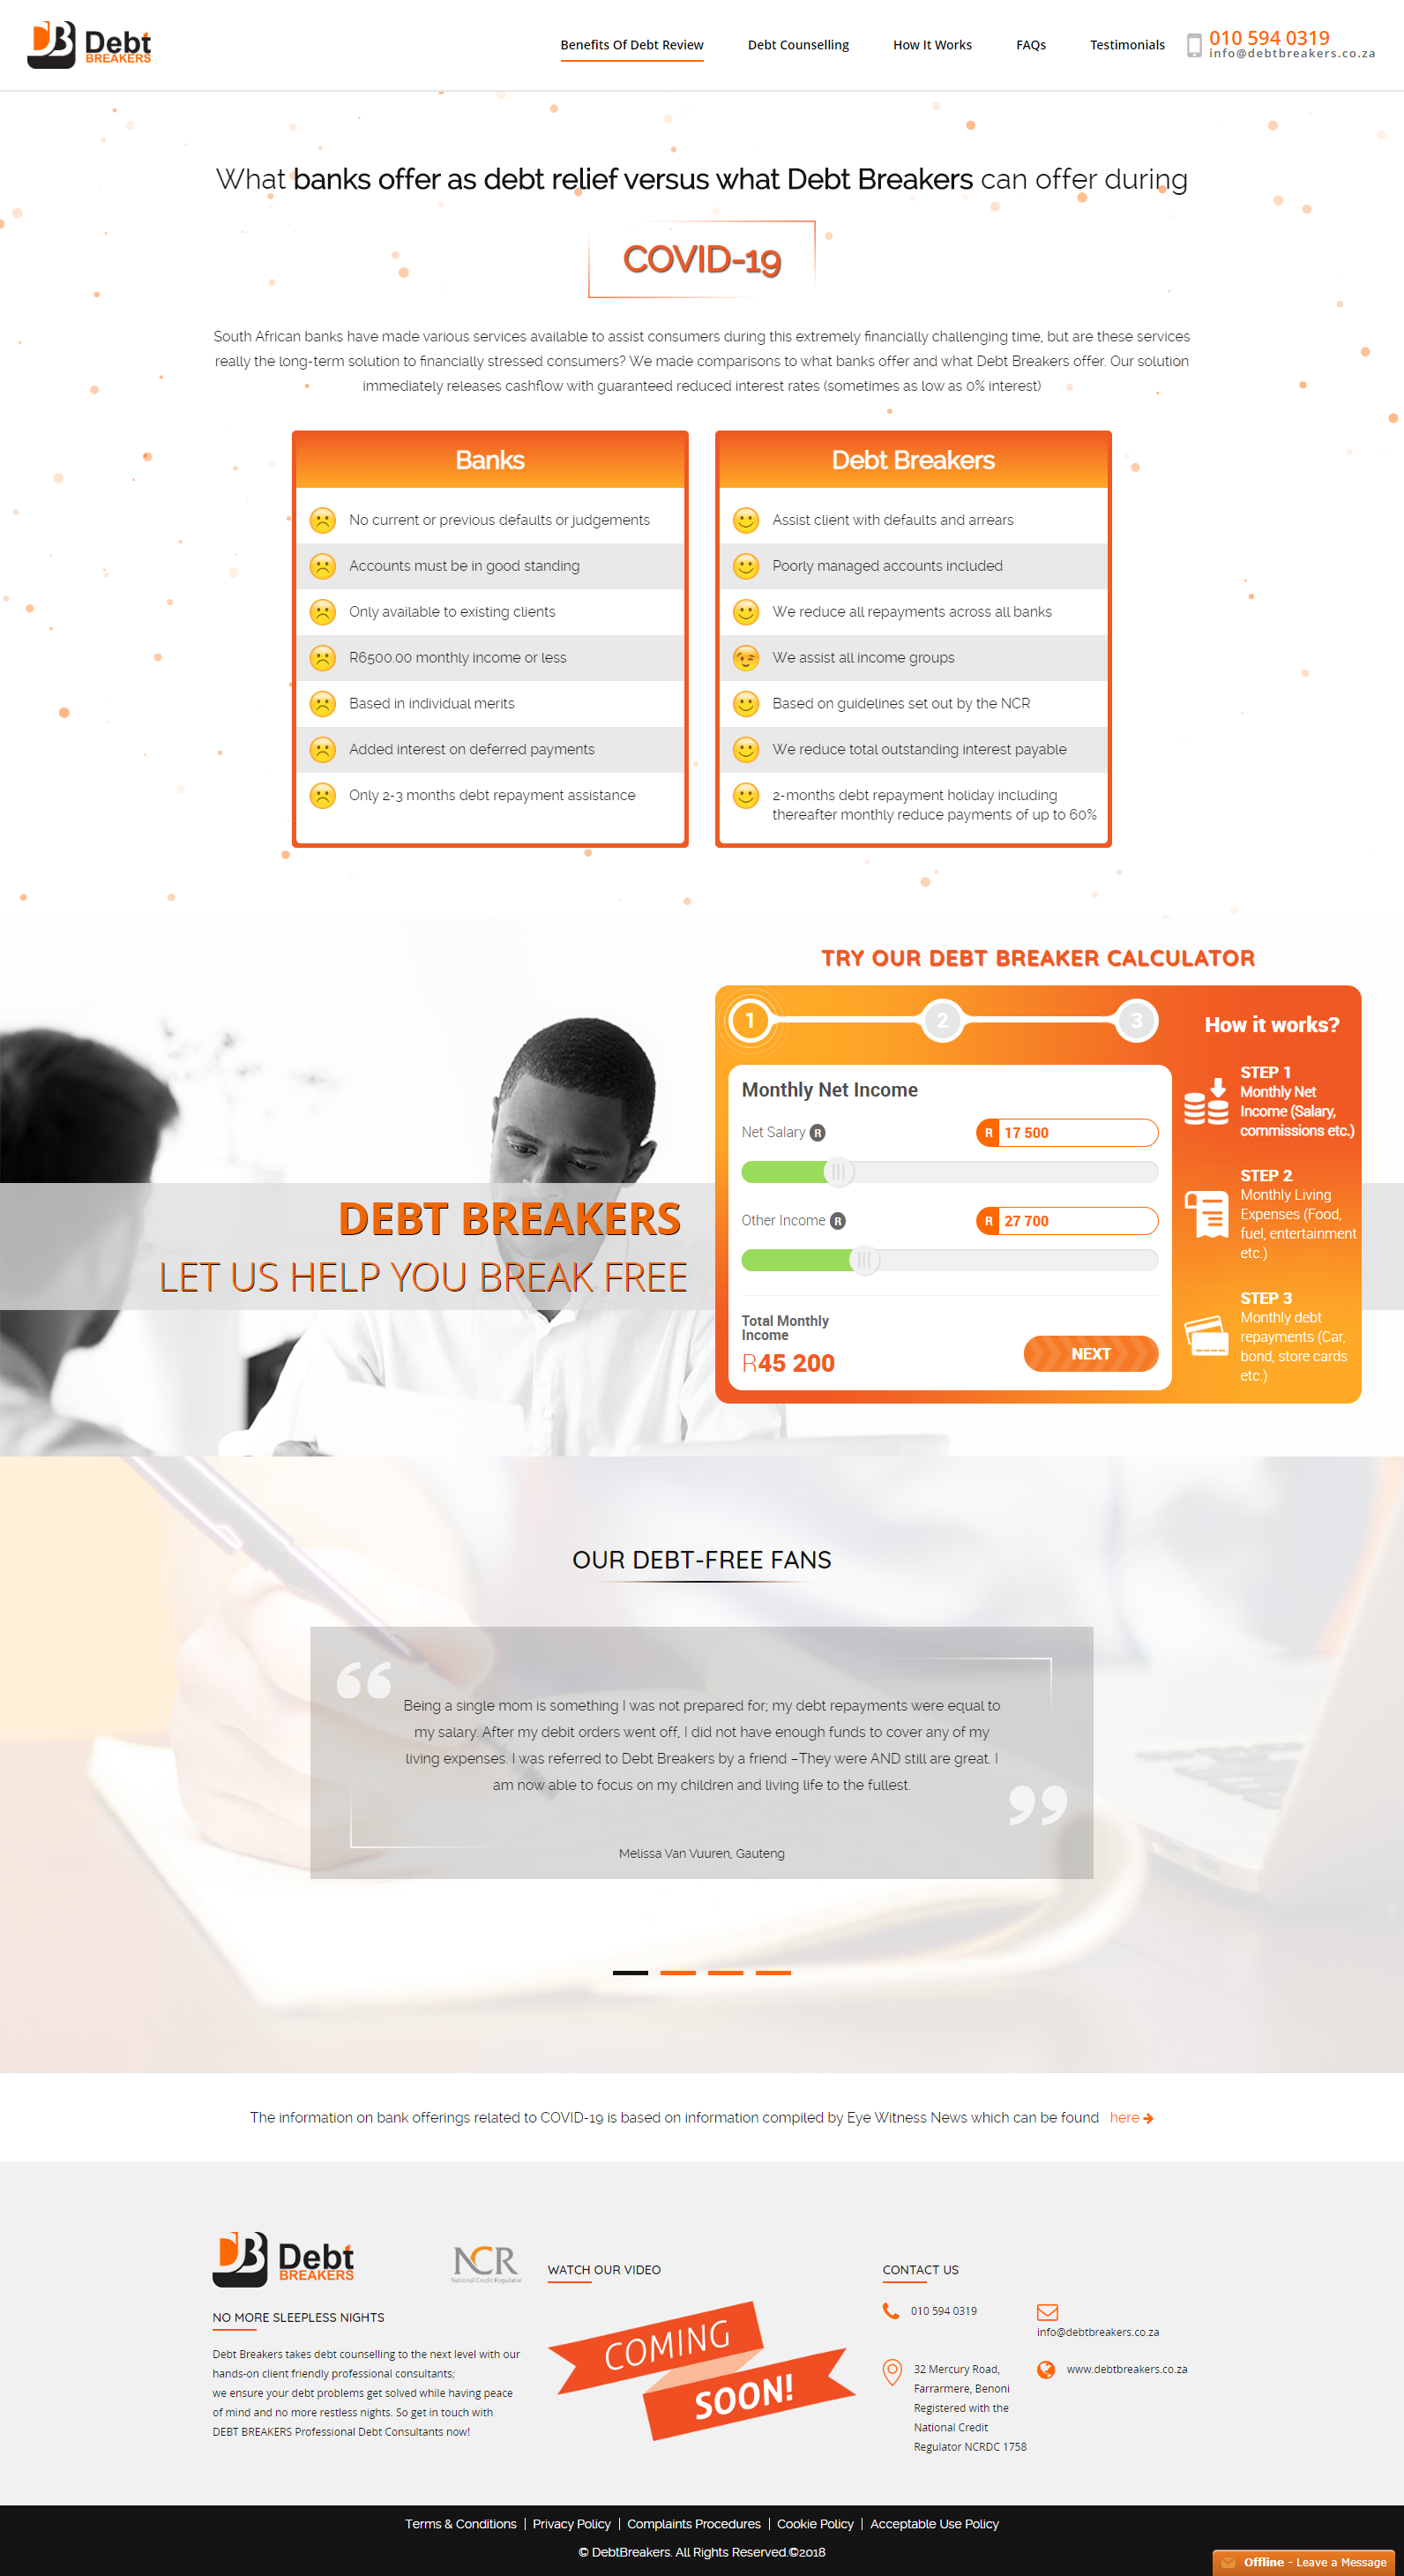 Debt
BREAKERS
Benefits Of Debt Review
Debt Counselling
How It Works
FAQs
Testimonials
010 594 0319
info@debtbreakers.co.za
What banks offer as debt relief versus what Debt Breakers can offer during
COVID-19
South African banks have made various services available to assist consumers during this extremely financially challenging time, but are these services
really the long-term solution to financially stressed consumers? We made comparisons to what banks offer and what Debt Breakers offer. Our solution
immediately releases cashflow with guaranteed reduced interest rates (sometimes as low as 0% interest)
Banks
No current or previous defaults or judgements
Accounts must be in good standing
Only available to existing clients
R6500.00 monthly income or less
Based in individual merits
Added interest on deferred payments
Only 2-3 months debt repayment assistance
Debt Breakers
Assist client with defaults and arrears
Poorly managed accounts included
We reduce all repayments across all banks
We assist all income groups
Based on guidelines set out by the NCR
We reduce total outstanding interest payable
2-months debt repayment holiday including
thereafter monthly reduce payments of up to 60%
DEBT BREAKERS
LET US HELP YOU BREAK FREE
TRY OUR DEBT BREAKER CALCULATOR
1
2
3
Monthly Net Income
Net Salary R
R 17 500
Other Income R
R 27 700
Total Monthly
Income
R45 200
NEXT
How it works?
STEP 1
Monthly Net
Income (Salary,
commissions etc.)
STEP 2
Monthly Living
Expenses (Food,
fuel, entertainment
etc.)
STEP 3
Monthly debt
repayments (Car,
bond, store cards
etc.)
OUR DEBT-FREE FANS
“
Being a single mom is something I was not prepared for; my debt repayments were equal to
my salary. After my debit orders went off, I did not have enough funds to cover any of my
living expenses. I was referred to Debt Breakers by a friend –They were AND still are great. I
am now able to focus on my children and living life to the fullest.
”
Melissa Van Vuuren, Gauteng
The information on bank offerings related to COVID-19 is based on information compiled by Eye Witness News which can be found here
Debt
BREAKERS
NCR
National Credit Regulator
NO MORE SLEEPLESS NIGHTS
Debt Breakers takes debt counselling to the next level with our
hands-on client friendly professional consultants;
we ensure your debt problems get solved while having peace
of mind and no more restless nights. So get in touch with
DEBT BREAKERS Professional Debt Consultants now!
WATCH OUR VIDEO
COMING
SOON!
CONTACT US
010 594 0319
info@debtbreakers.co.za
32 Mercury Road,
Farrarmere, Benoni
Registered with the
National Credit
Regulator NCRDC 1758
www.debtbreakers.co.za
Terms & Conditions | Privacy Policy | Complaints Procedures | Cookie Policy | Acceptable Use Policy
© DebtBreakers. All Rights Reserved.©2018
Offline - Leave a Message